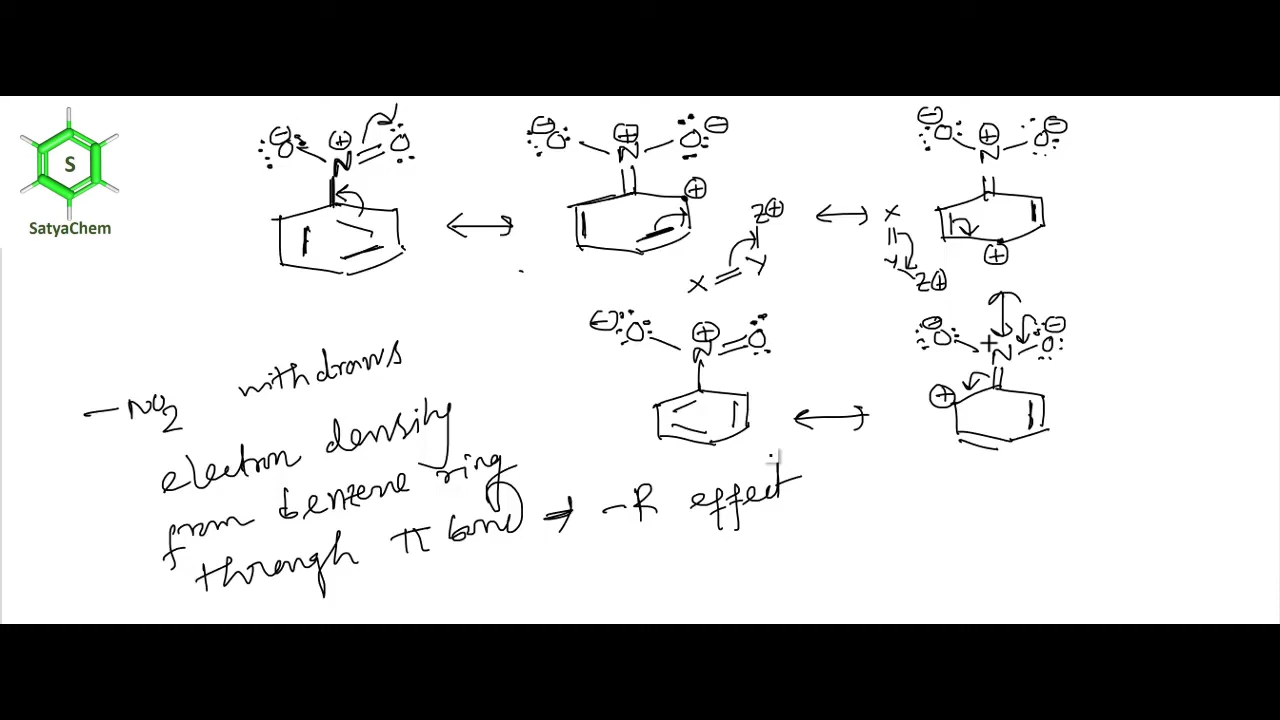 S
SatyaChem
⊖ O N ⊕ O
⊖ O N ⊕ O ⊖
⊕
⊖ O N ⊕ O ⊖
⊕
X Y Z⊕
X Y Z⊕
⊖ O N ⊕ O
⊖ O N + O ⊖
⊕
-NO2 withdraws
electron density
from benzene ring
through π bond → -R effect